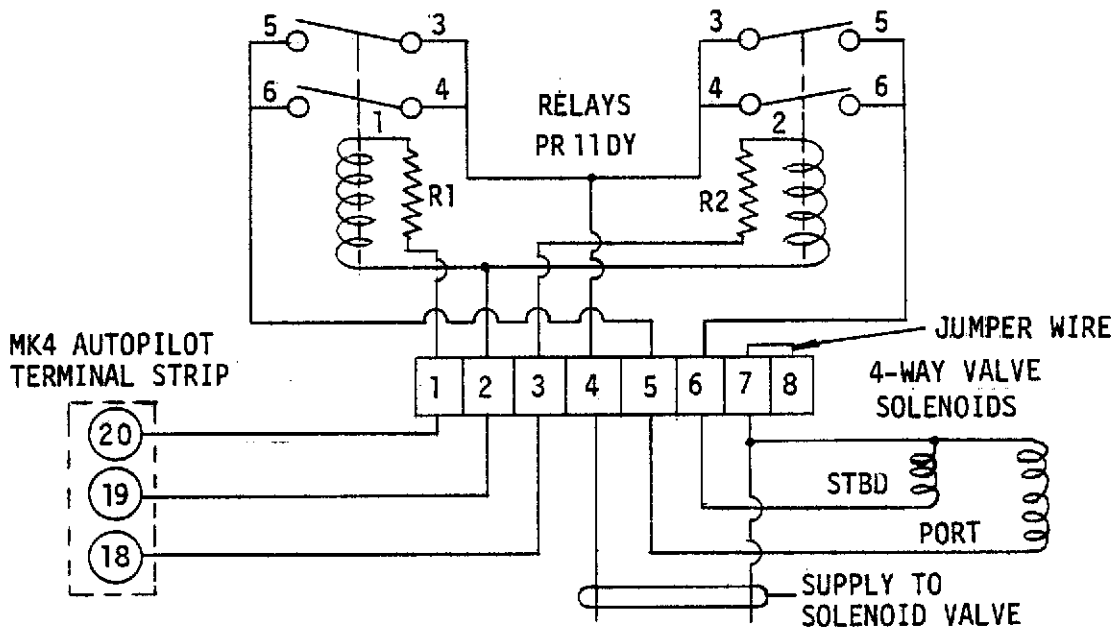 5 3 3 5
6 4 4 6
RELAYS
PR 11DY
1 2
R1 R2
JUMPER WIRE
MK4 AUTOPILOT
TERMINAL STRIP
1 2 3 4 5 6 7 8
4-WAY VALVE
SOLENOIDS
20
19
18
STBD
PORT
SUPPLY TO
SOLENOID VALVE